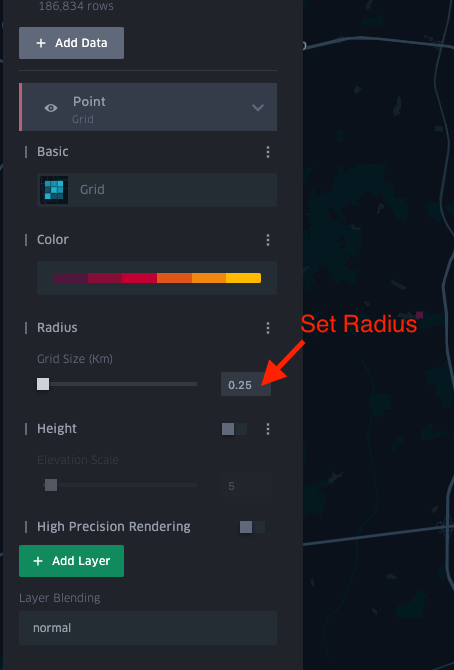 186,834 rows
+ Add Data
Point
Grid
Basic
Grid
Color
Radius
Set Radius
Grid Size (Km)
0.25
Height
Elevation Scale
5
High Precision Rendering
+ Add Layer
Layer Blending
normal